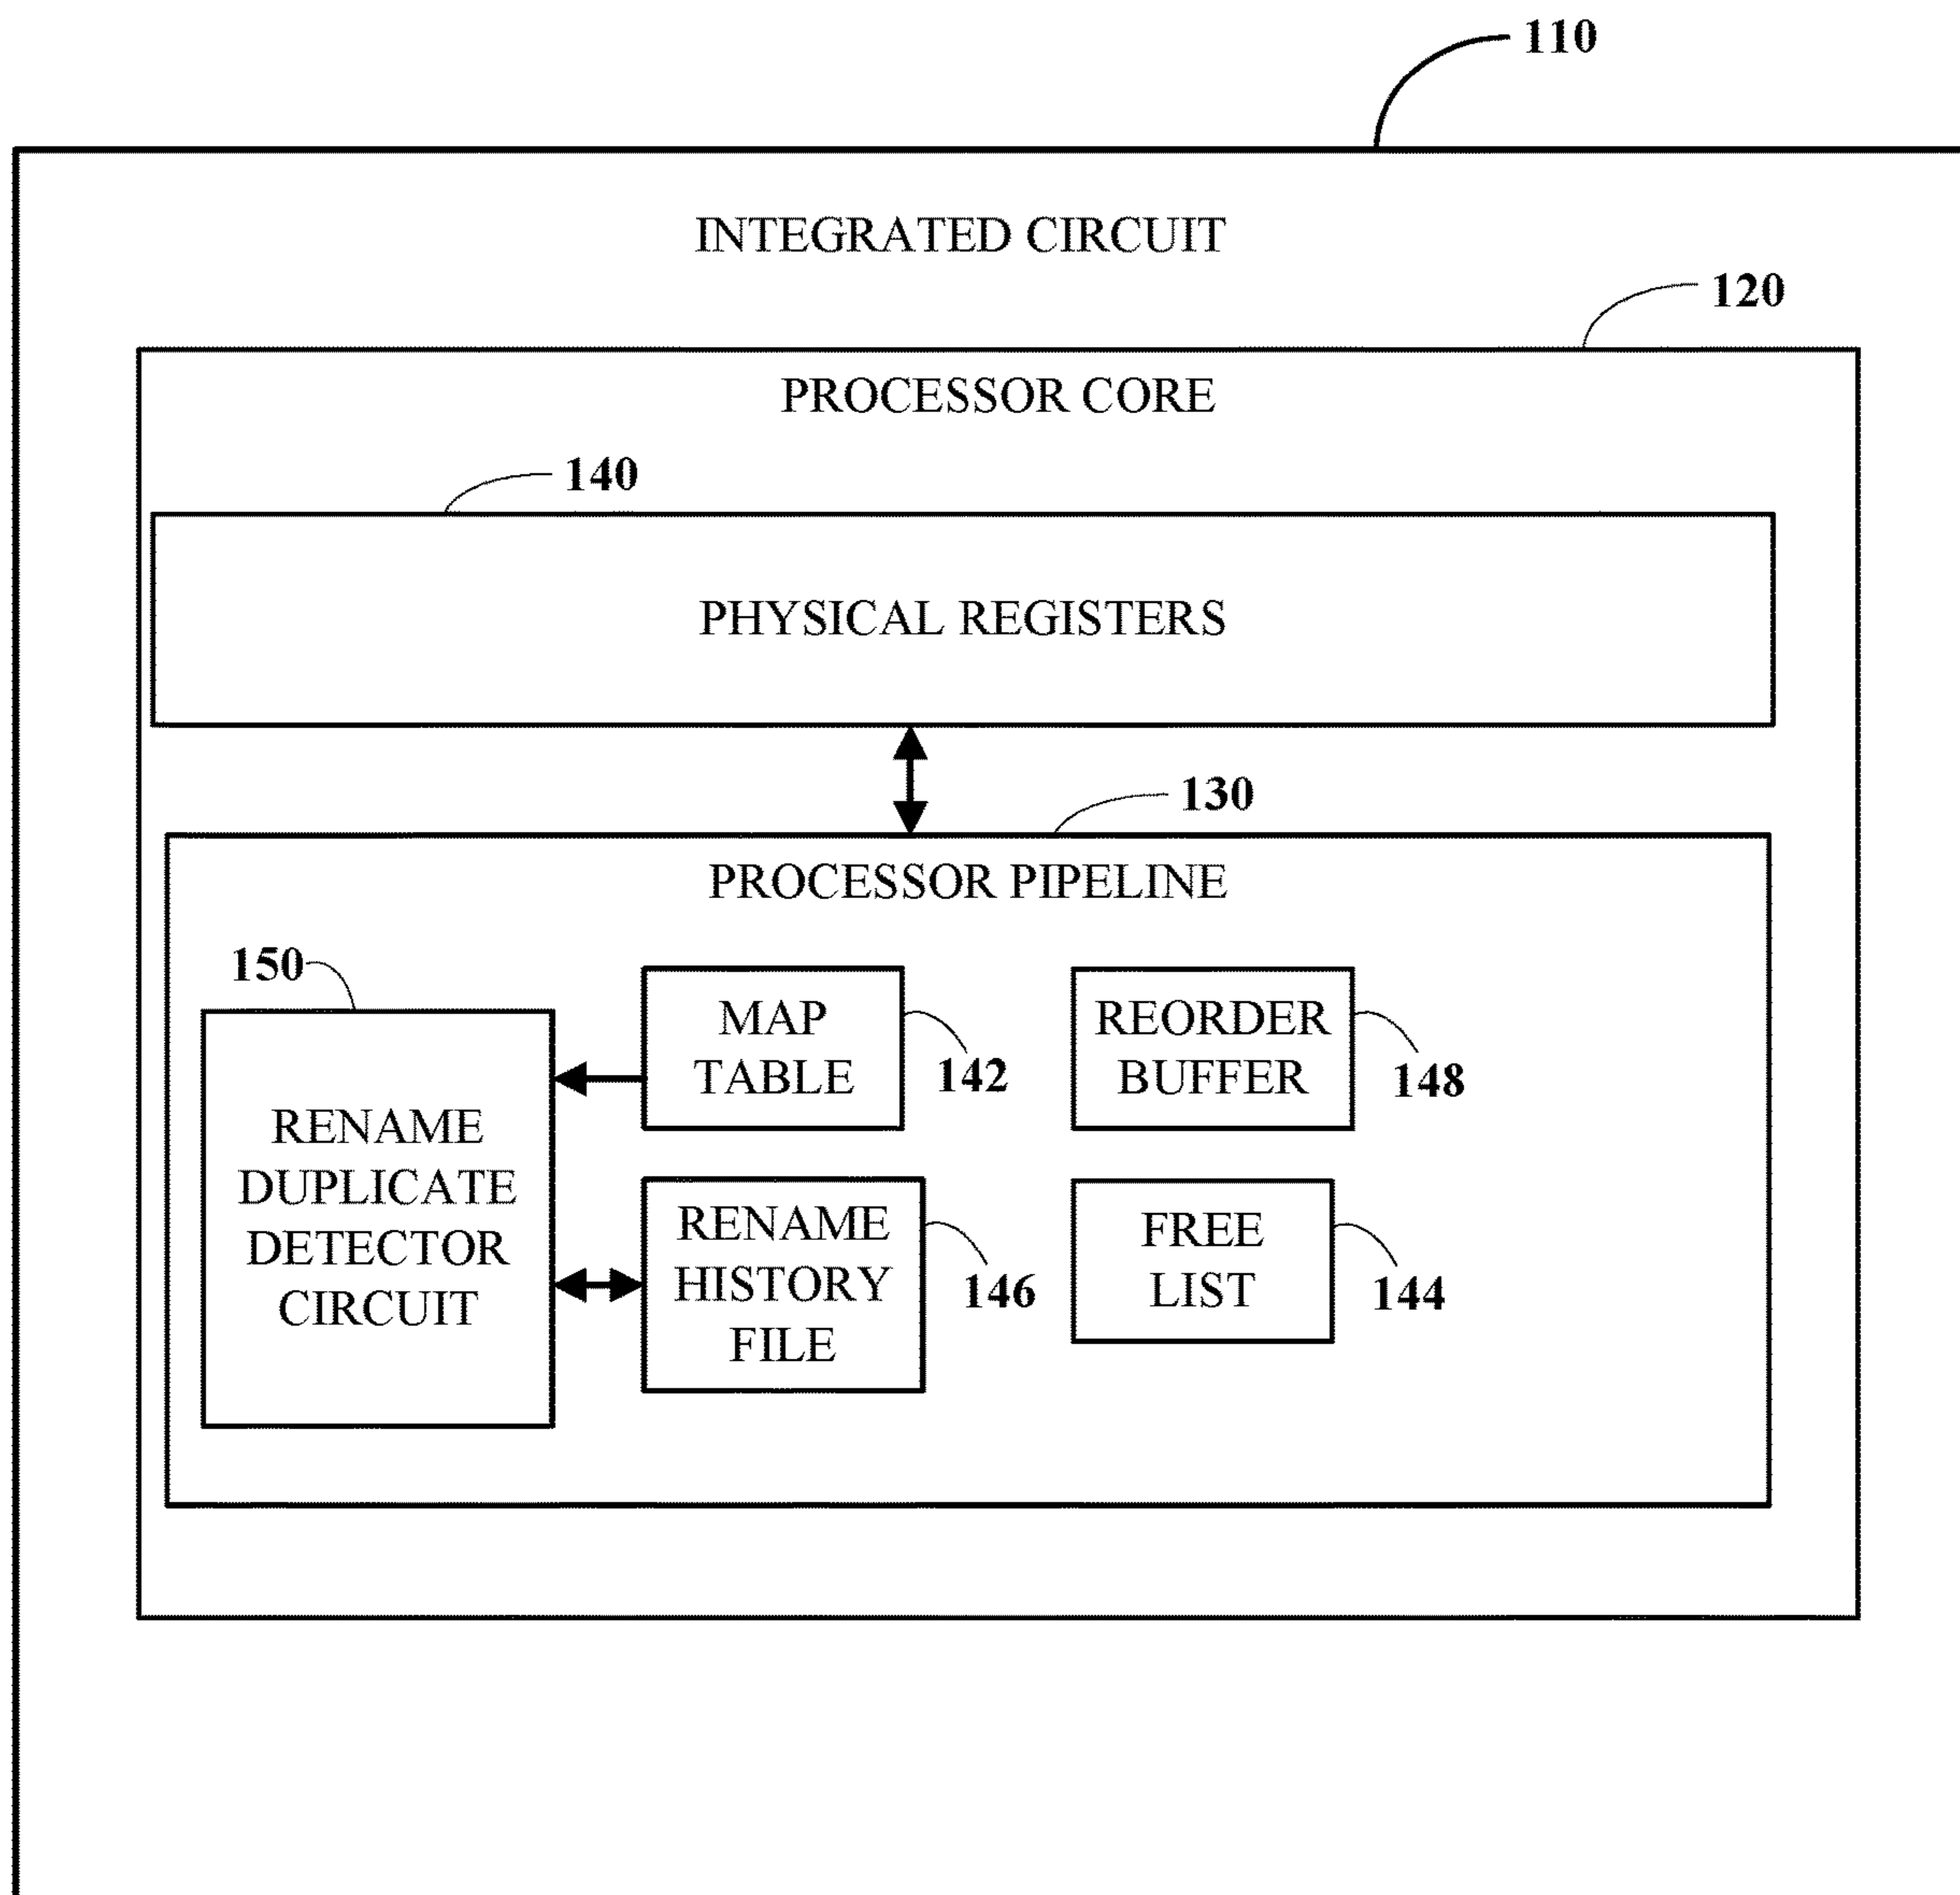 110
INTEGRATED CIRCUIT
120
PROCESSOR CORE
140
PHYSICAL REGISTERS
130
PROCESSOR PIPELINE
150
MAP
TABLE
142
REORDER
BUFFER
148
RENAME
DUPLICATE
DETECTOR
CIRCUIT
RENAME
HISTORY
FILE
146
FREE
LIST
144